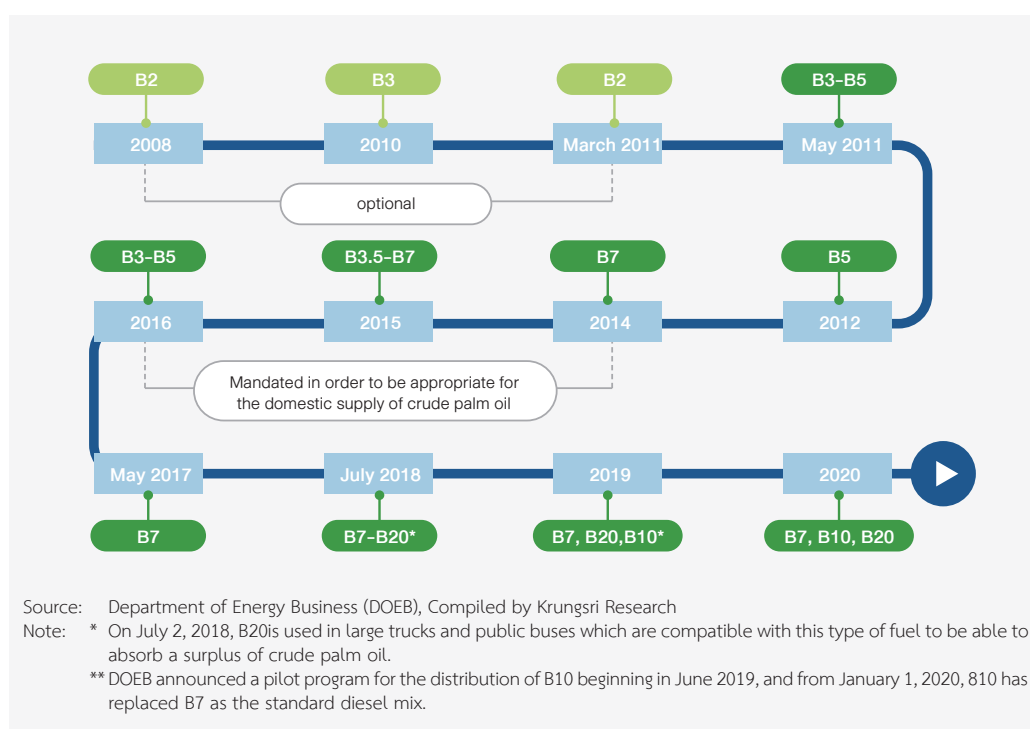 B2
B3
B2
B3-B5
2008
2010
March 2011
May 2011
optional
B3-B5
B3.5-B7
B7
B5
2016
2015
2014
2012
Mandated in order to be appropriate for
the domestic supply of crude palm oil
May 2017
July 2018
2019
2020
B7
B7-B20*
B7, B20,B10*
B7, B10, B20
Source: Department of Energy Business (DOEB), Compiled by Krungsri Research
Note: * On July 2, 2018, B20is used in large trucks and public buses which are compatible with this type of fuel to be able to
absorb a surplus of crude palm oil.
** DOEB announced a pilot program for the distribution of B10 beginning in June 2019, and from January 1, 2020, 810 has
replaced B7 as the standard diesel mix.